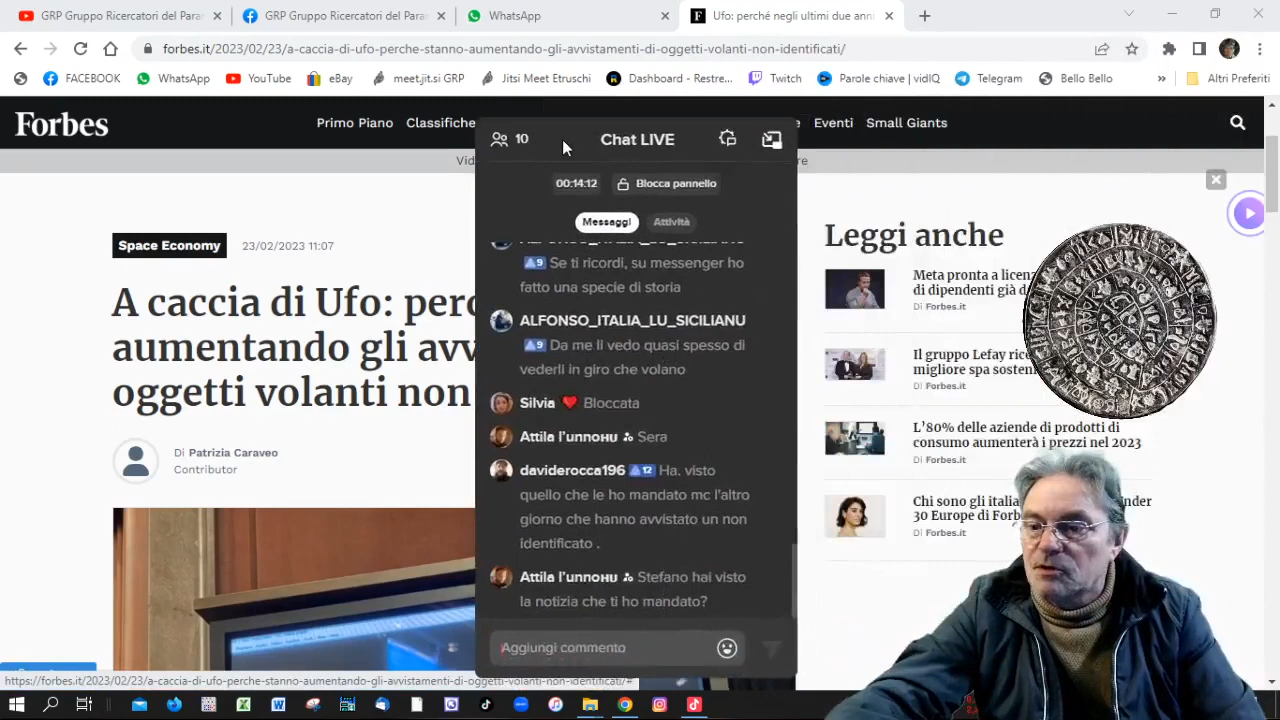 GRP Gruppo Ricercatori del Para
GRP Gruppo Ricercatori del Para
WhatsApp
Ufo: perché negli ultimi due ann
forbes.it/2023/02/23/a-caccia-di-ufo-perche-stanno-aumentando-gli-avvistamenti-di-oggetti-volanti-non-identificati/
FACEBOOK
WhatsApp
YouTube
eBay
meet.jit.si GRP
Jitsi Meet Etruschi
Dashboard - Restre...
Twitch
Parole chiave | vidIQ
Telegram
Bello Bello
»
Altri Preferiti
Forbes
Primo Piano
Classifiche
Eventi
Small Giants
10
Chat LIVE
00:14:12
Blocca pannello
Messaggi
Attività
ALFONSO_ITALIA_LU_SICILIANU
9 Se ti ricordi, su messenger ho
fatto una specie di storia
ALFONSO_ITALIA_LU_SICILIANU
9 Da me li vedo quasi spesso di
vederli in giro che volano
Silvia ❤️ Bloccata
Attila l'unnoнu Sera
daviderocca196 12 Ha. visto
quello che le ho mandato mc l'altro
giorno che hanno avvistato un non
identificato .
Attila l'unnoнu Stefano hai visto
la notizia che ti ho mandato?
Aggiungi commento
Space Economy
23/02/2023 11:07
A caccia di Ufo: perc
aumentando gli avv
oggetti volanti non
Di Patrizia Caraveo
Contributor
Leggi anche
Meta pronta a licenz
di dipendenti già d
Di Forbes.it
Il gruppo Lefay rice
migliore spa sosten
Di Forbes.it
L'80% delle aziende di prodotti di
consumo aumenterà i prezzi nel 2023
Di Forbes.it
Chi sono gli italia
nder
30 Europe di Forb
Di Forbes.it
https://forbes.it/2023/02/23/a-caccia-di-ufo-perche-stanno-aumentando-gli-avvistamenti-di-oggetti-volanti-non-identificati/#